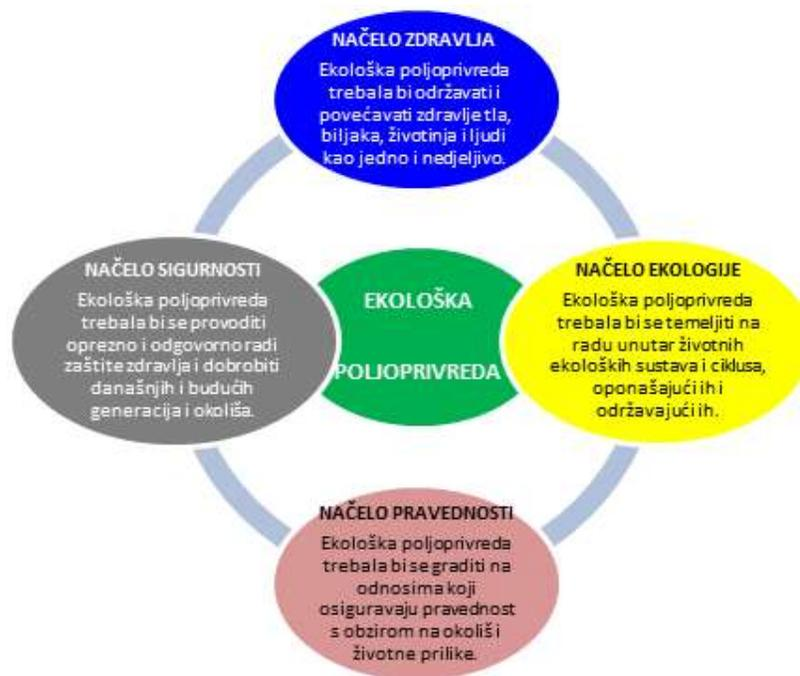 NAČELO ZDRAVLJA
Ekološka poljoprivreda
trebala bi održavati i
povećavati zdravlje tla,
biljaka, životinja i ljudi
kao jedno i nedjeljivo.
NAČELO SIGURNOSTI
Ekološka poljoprivreda
trebala bi se provoditi
oprezno i odgovorno radi
zaštite zdravlja i dobrobiti
današnjih i budućih
generacija i okoliša.
EKOLOŠKA
POLJOPRIVREDA
NAČELO EKOLOGIJE
Ekološka poljoprivreda
trebala bi se temeljiti na
radu unutar životnih
ekoloških sustava i ciklusa,
oponašajući ih i
održavajući ih.
NAČELO PRAVEDNOSTI
Ekološka poljoprivreda
trebala bi se graditi na
odnosima koji
osiguravaju pravednost
s obzirom na okoliš i
životne prilike.